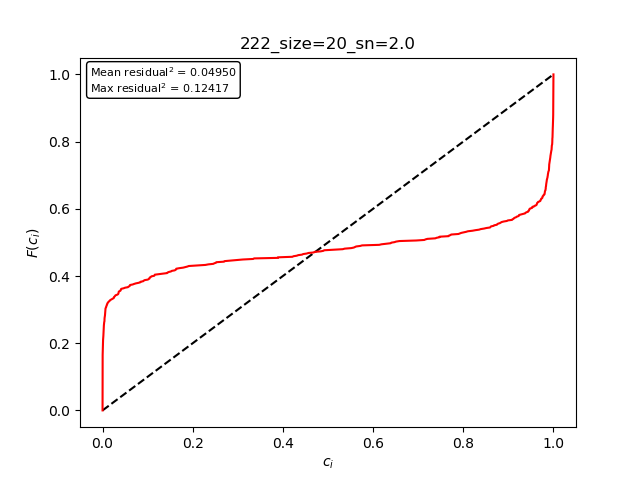 222_size=20_sn=2.0
Mean residual² = 0.04950
Max residual² = 0.12417
1.0
0.8
0.6
0.4
0.2
0.0
F(cᵢ)
0.0 0.2 0.4 0.6 0.8 1.0
cᵢ